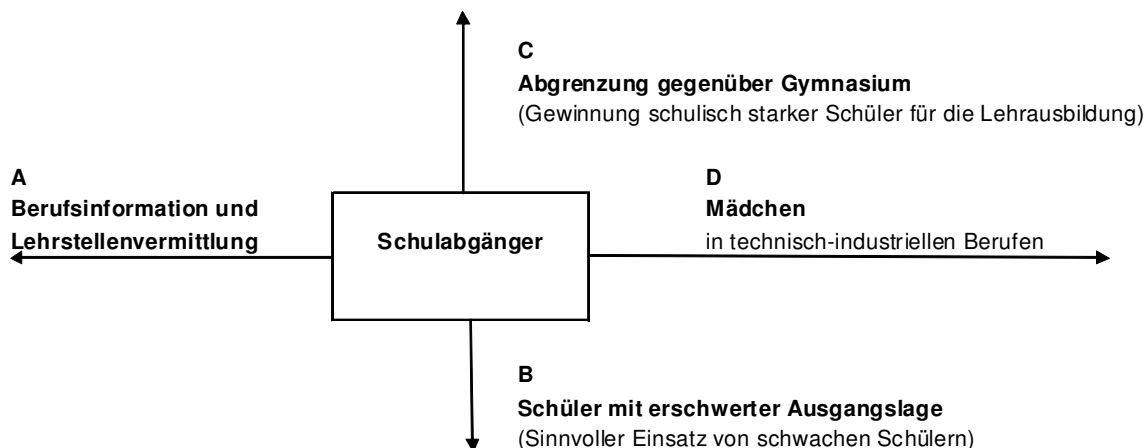 C
Abgrenzung gegenüber Gymnasium
(Gewinnung schulisch starker Schüler für die Lehrausbildung)
A
Berufsinformation und
Lehrstellenvermittlung
Schulabgänger
D
Mädchen
in technisch-industriellen Berufen
B
Schüler mit erschwerter Ausgangslage
(Sinnvoller Einsatz von schwachen Schülern)